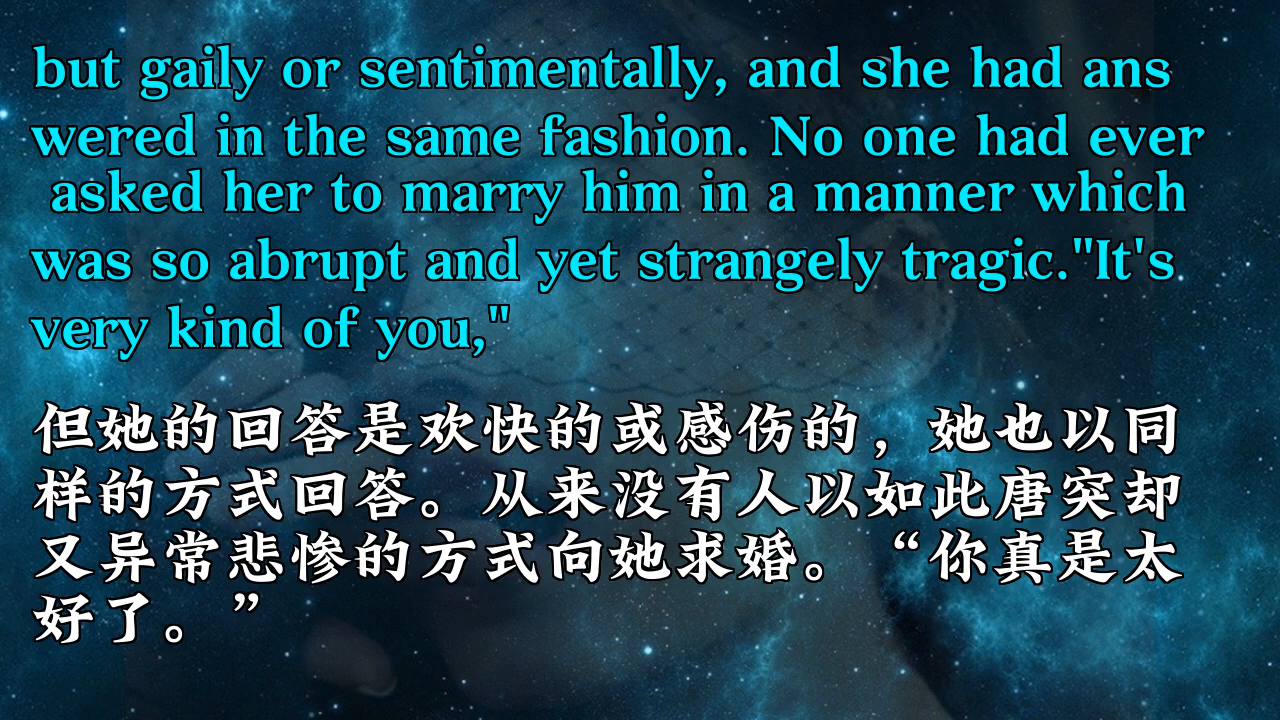 but gaily or sentimentally, and she had ans
wered in the same fashion. No one had ever
asked her to marry him in a manner which
was so abrupt and yet strangely tragic."It's
very kind of you,"
但她的回答是欢快的或感伤的，她也以同
样的方式回答。从来没有人以如此唐突却
又异常悲惨的方式向她求婚。“你真是太
好了。”